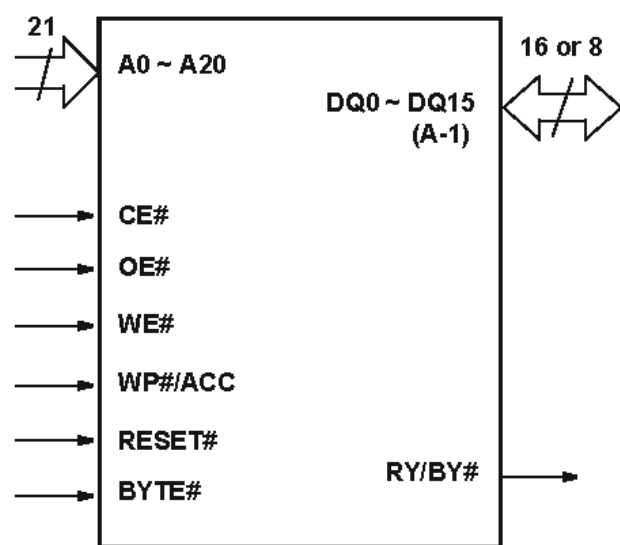 21
16 or 8
A0 ~ A20
DQ0 ~ DQ15
(A-1)
CE#
OE#
WE#
WP#/ACC
RESET#
RY/BY#
BYTE#